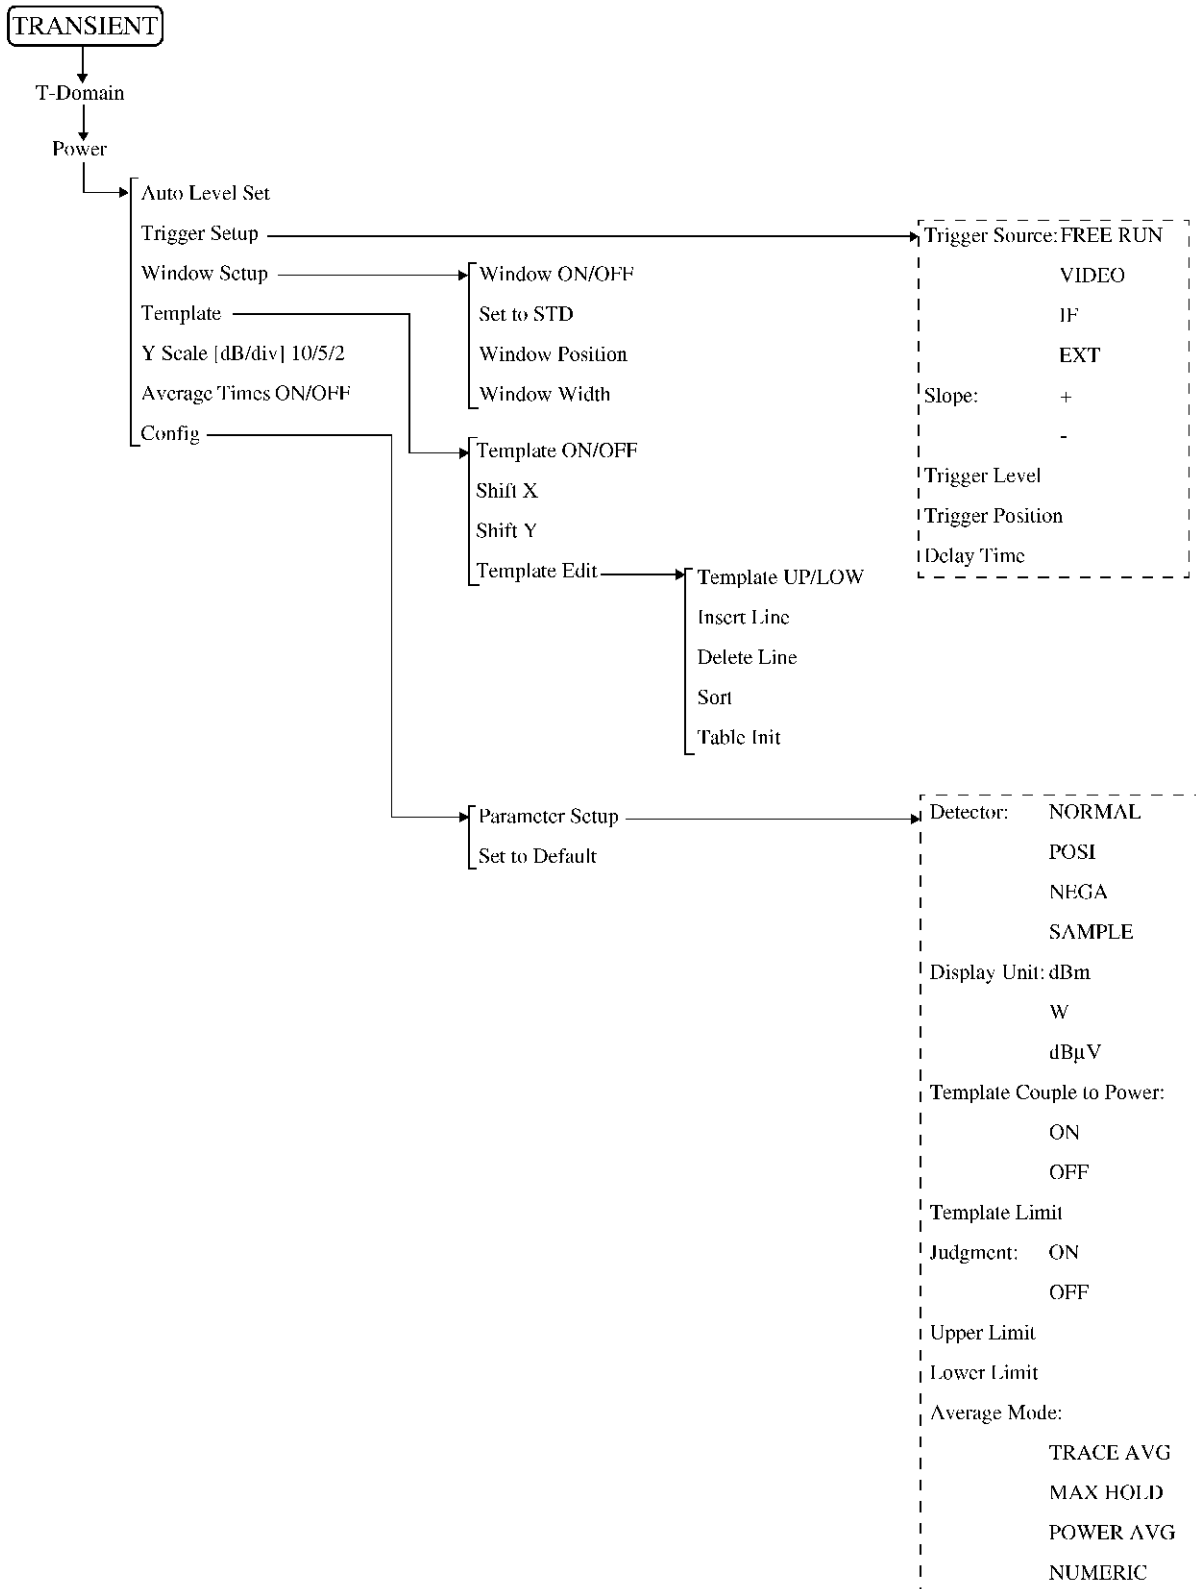 TRANSIENT
T-Domain
Power
Auto Level Set
Trigger Setup
Window Setup
Template
Y Scale [dB/div] 10/5/2
Average Times ON/OFF
Config
Window ON/OFF
Set to STD
Window Position
Window Width
Template ON/OFF
Shift X
Shift Y
Template Edit
Template UP/LOW
Insert Line
Delete Line
Sort
Table Init
Trigger Source: FREE RUN
VIDEO
IF
EXT
Slope: +
-
Trigger Level
Trigger Position
Delay Time
Parameter Setup
Set to Default
Detector: NORMAL
POSI
NEGA
SAMPLE
Display Unit: dBm
W
dBμV
Template Couple to Power:
ON
OFF
Template Limit
Judgment: ON
OFF
Upper Limit
Lower Limit
Average Mode:
TRACE AVG
MAX HOLD
POWER AVG
NUMERIC